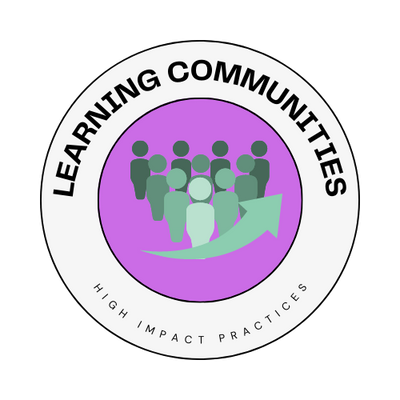 LEARNING COMMUNITIES
HIGH IMPACT PRACTICES